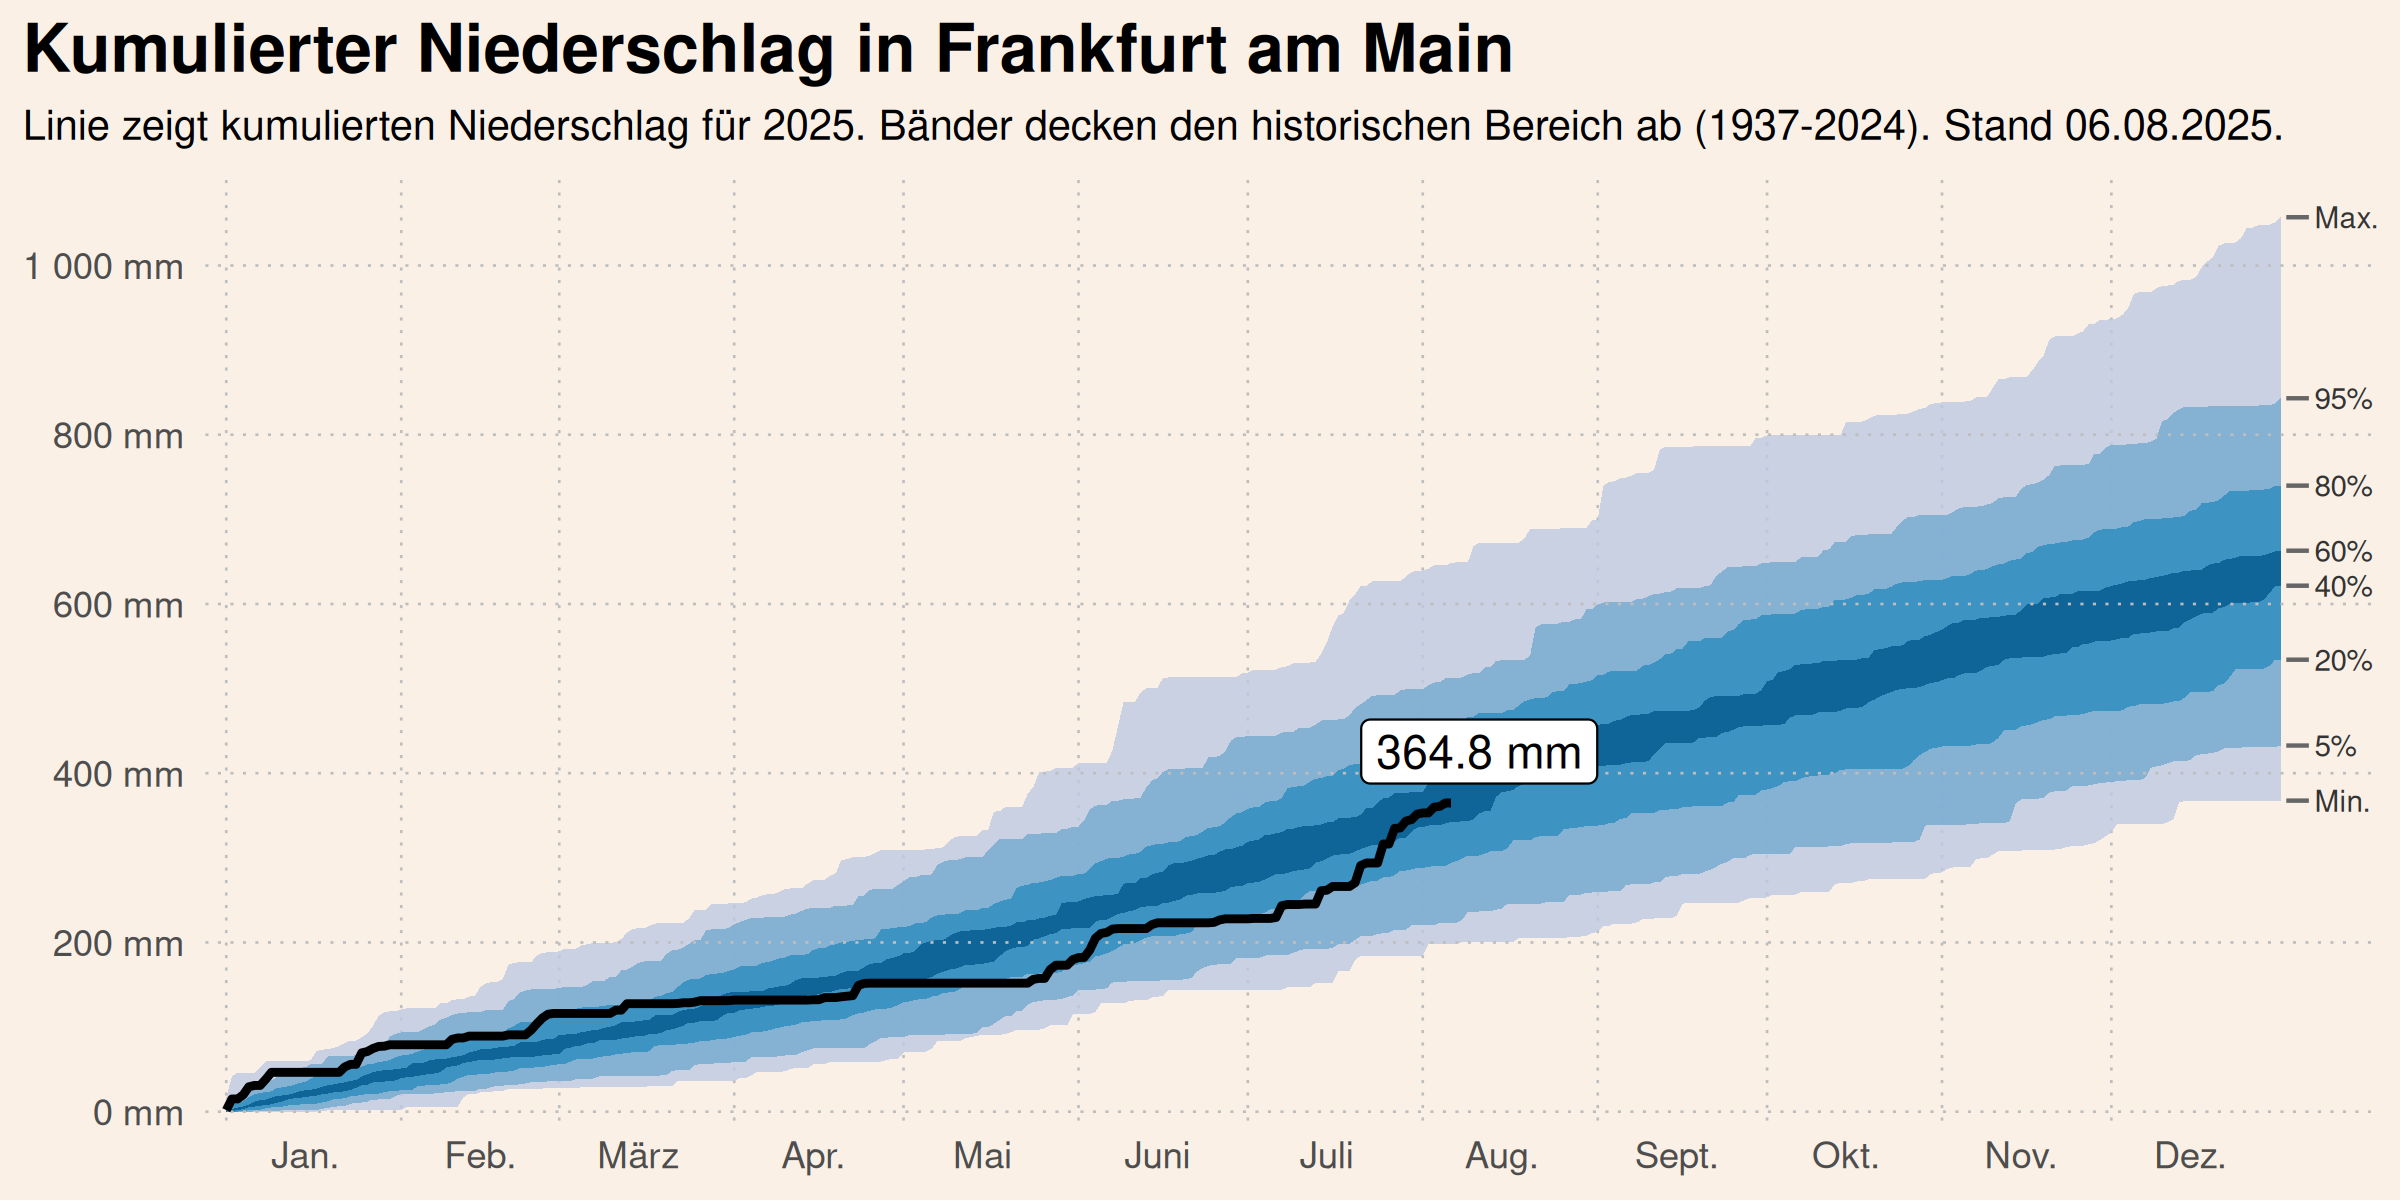 Kumulierter Niederschlag in Frankfurt am Main
Linie zeigt kumulierten Niederschlag für 2025. Bänder decken den historischen Bereich ab (1937-2024). Stand 06.08.2025.
Max.
1 000 mm
95%
800 mm
80%
60%
40%
600 mm
20%
364.8 mm
5%
400 mm
Min.
200 mm
0 mm
Jan. Feb. März Apr. Mai Juni Juli Aug. Sept. Okt. Nov. Dez.